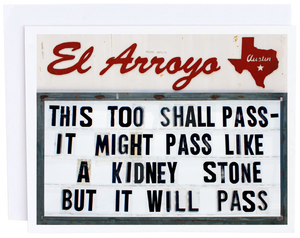 El Arroyo
Austin
THIS TOO SHALL PASS-
IT MIGHT PASS LIKE
A KIDNEY STONE
BUT IT WILL PASS